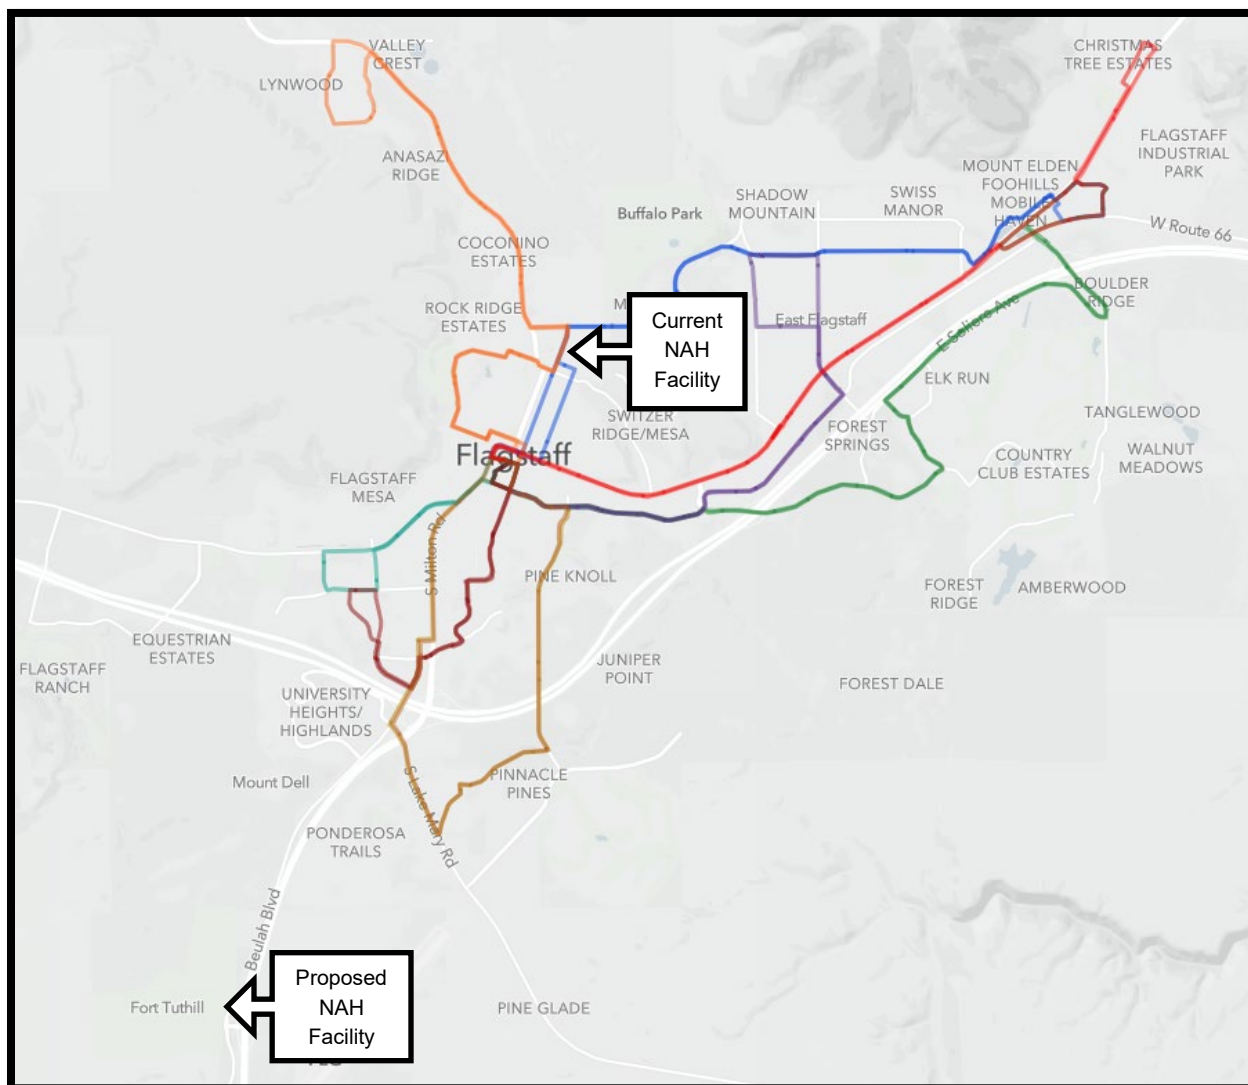 VALLEY
CREST
LYNWOOD
CHRISTMAS
TREE ESTATES
FLAGSTAFF
INDUSTRIAL
PARK
ANASAZ
RIDGE
MOUNT ELDEN
FOOHILLS
MOBILE
HAVEN
SHADOW
MOUNTAIN
SWISS
MANOR
Buffalo Park
W Route 66
COCONINO
ESTATES
BOULDER
RIDGE
ROCK RIDGE
ESTATES
M
Current
NAH
Facility
East Flagstaff
E Soliere Ave
ELK RUN
SWITZER
RIDGE/MESA
FOREST
SPRINGS
TANGLEWOOD
Flagstaff
COUNTRY
CLUB ESTATES
WALNUT
MEADOWS
FLAGSTAFF
MESA
S Milton Rd
PINE KNOLL
FOREST
RIDGE
AMBERWOOD
EQUESTRIAN
ESTATES
FLAGSTAFF
RANCH
JUNIPER
POINT
FOREST DALE
UNIVERSITY
HEIGHTS/
HIGHLANDS
Mount Dell
S Lake Mary Rd
PINNACLE
PINES
PONDEROSA
TRAILS
Beulah Blvd
Proposed
NAH
Facility
Fort Tuthill
PINE GLADE